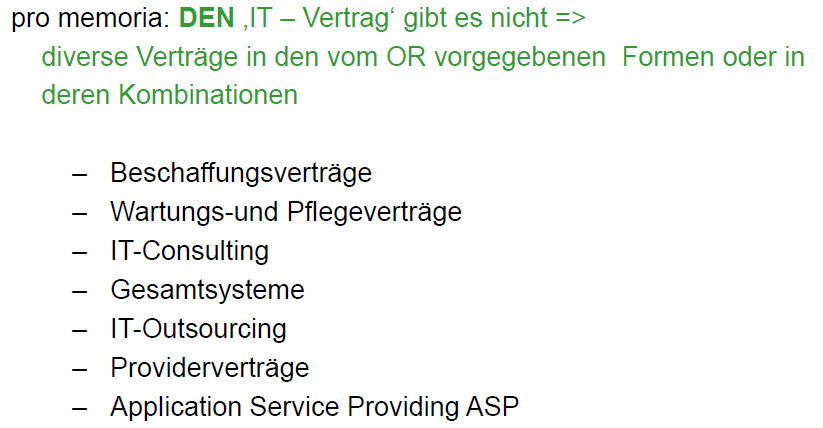 pro memoria: DEN ‚IT – Vertrag‘ gibt es nicht =>
diverse Verträge in den vom OR vorgegebenen  Formen oder in
deren Kombinationen
– Beschaffungsverträge
– Wartungs-und Pflegeverträge
– IT-Consulting
– Gesamtsysteme
– IT-Outsourcing
– Providerverträge
– Application Service Providing ASP